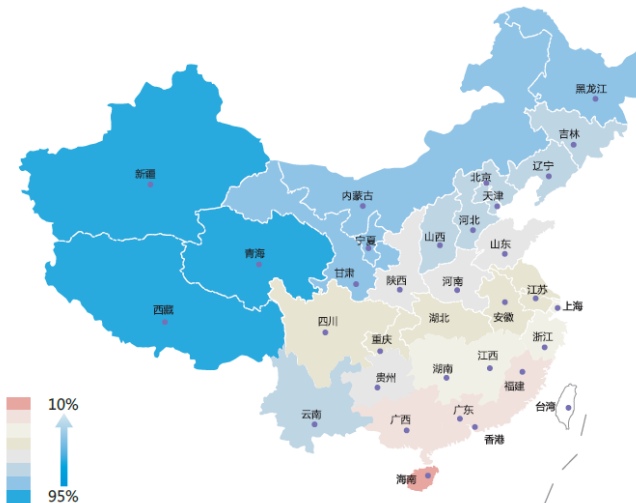 黑龙江
吉林
辽宁
北京
天津
内蒙古
新疆
河北
山西
宁夏
山东
青海
甘肃
陕西
河南
西藏
江苏
上海
安徽
四川
湖北
重庆
浙江
江西
湖南
贵州
福建
云南
广西
广东
台湾
香港
海南
10%
95%